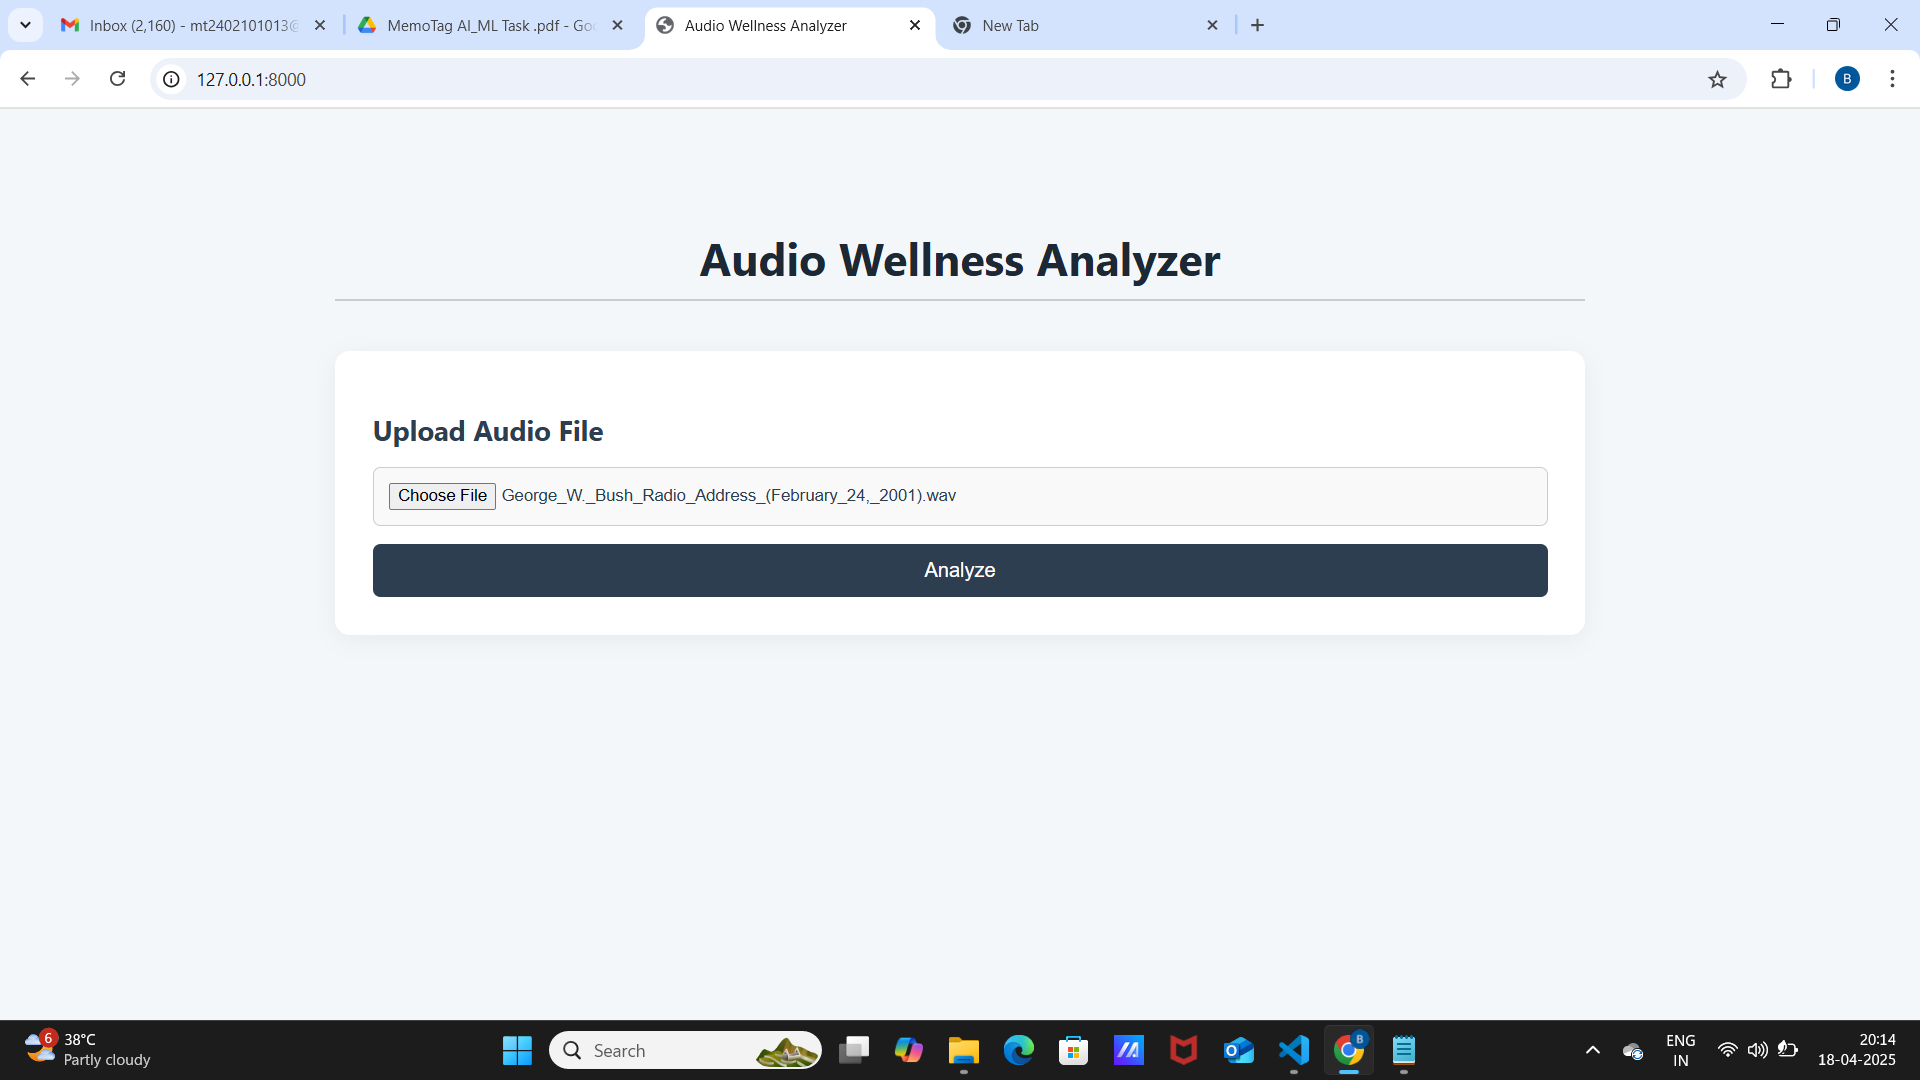 Inbox (2,160) - mt2402101013@
MemoTag AI_ML Task .pdf - Goo
Audio Wellness Analyzer
New Tab
127.0.0.1:8000
B
Audio Wellness Analyzer
Upload Audio File
Choose File George_W._Bush_Radio_Address_(February_24,_2001).wav
Analyze
6
38°C
Partly cloudy
Search
B
ENG
IN
20:14
18-04-2025